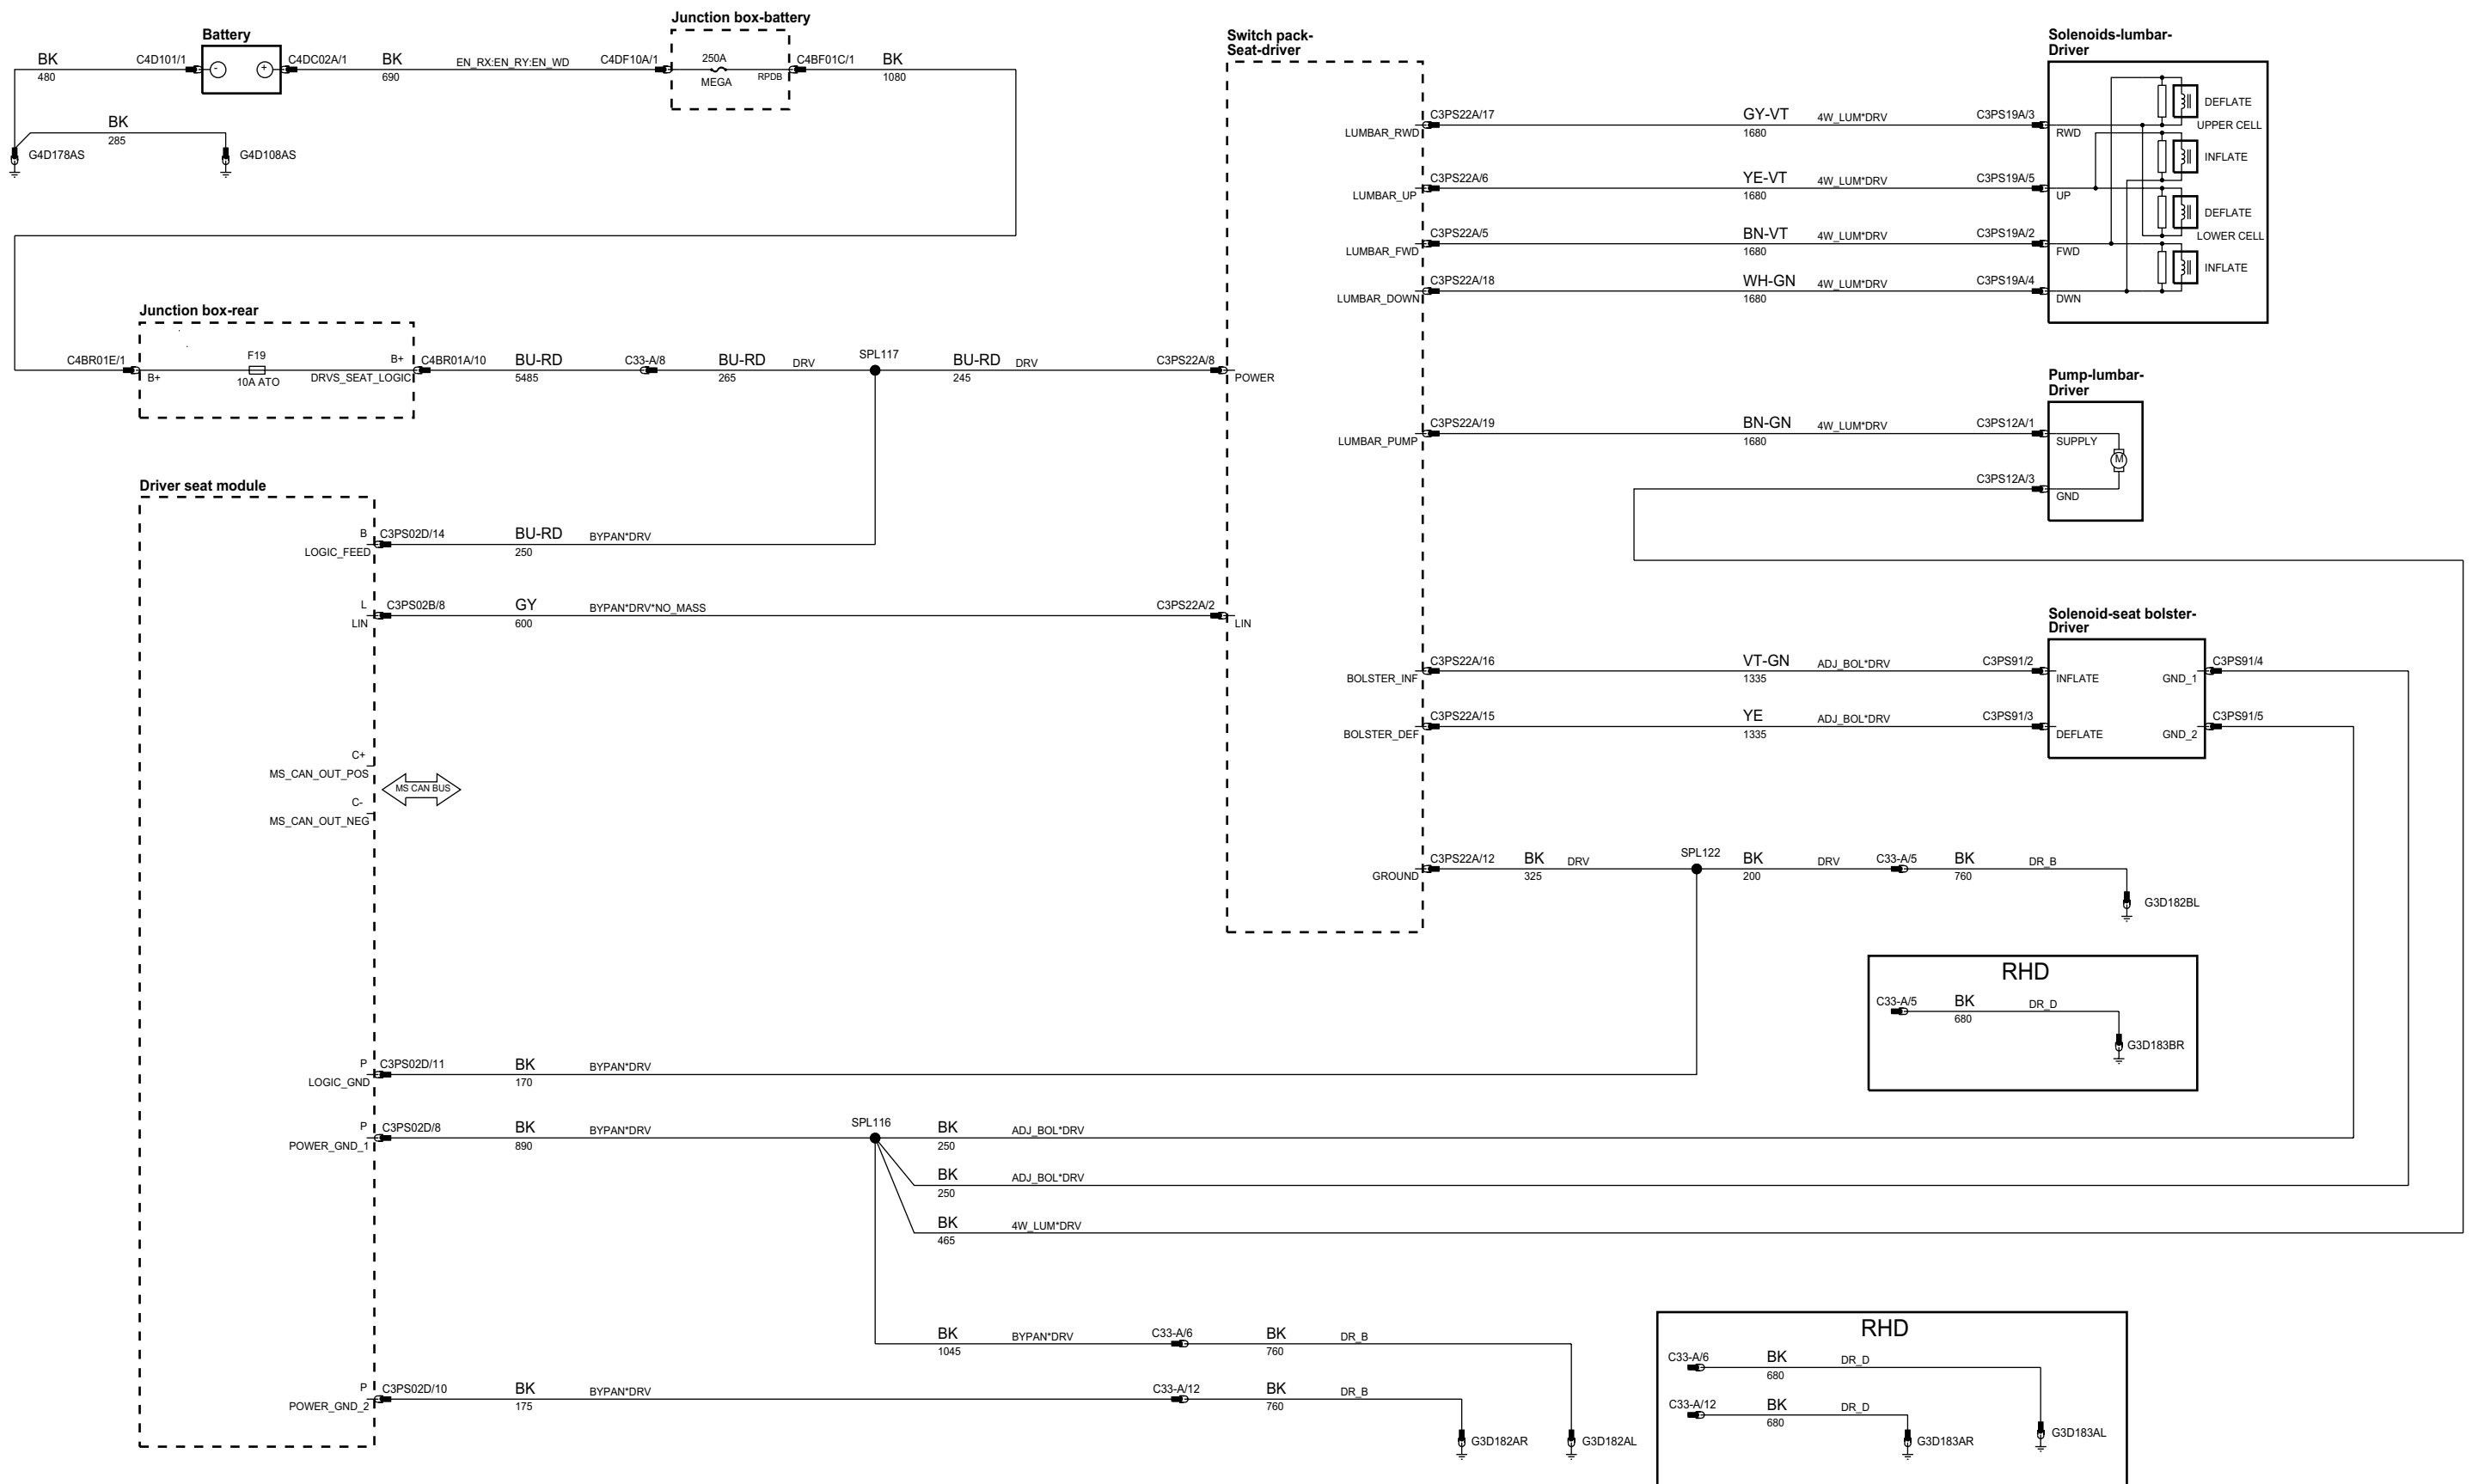 Battery
BK
480
C4D101/1
-
+
C4DC02A/1
BK
690
EN_RX:EN_RY:EN_WD
C4DF10A/1
Junction box-battery
250A
MEGA
RPDB
C4BF01C/1
BK
1080
BK
285
G4D178AS
G4D108AS
Junction box-rear
C4BR01E/1
B+
F19
10A ATO
B+
DRVS_SEAT_LOGIC
C4BR01A/10
BU-RD
5485
C33-A/8
BU-RD
265
DRV
SPL117
BU-RD
245
DRV
C3PS22A/8
POWER
Driver seat module
B
LOGIC_FEED
C3PS02D/14
BU-RD
250
BYPAN*DRV
L
LIN
C3PS02B/8
GY
600
BYPAN*DRV*NO_MASS
C3PS22A/2
LIN
C+
MS_CAN_OUT_POS
MS CAN BUS
C-
MS_CAN_OUT_NEG
P
LOGIC_GND
C3PS02D/11
BK
170
BYPAN*DRV
P
POWER_GND_1
C3PS02D/8
BK
890
BYPAN*DRV
SPL116
BK
250
ADJ_BOL*DRV
BK
250
ADJ_BOL*DRV
BK
465
4W_LUM*DRV
BK
1045
BYPAN*DRV
C33-A/6
BK
760
DR_B
P
POWER_GND_2
C3PS02D/10
BK
175
BYPAN*DRV
C33-A/12
BK
760
DR_B
G3D182AR
G3D182AL
Switch pack-
Seat-driver
LUMBAR_RWD
C3PS22A/17
GY-VT
1680
4W_LUM*DRV
C3PS19A/3
RWD
LUMBAR_UP
C3PS22A/6
YE-VT
1680
4W_LUM*DRV
C3PS19A/5
UP
LUMBAR_FWD
C3PS22A/5
BN-VT
1680
4W_LUM*DRV
C3PS19A/2
FWD
LUMBAR_DOWN
C3PS22A/18
WH-GN
1680
4W_LUM*DRV
C3PS19A/4
DWN
Solenoids-lumbar-
Driver
DEFLATE
UPPER CELL
INFLATE
DEFLATE
LOWER CELL
INFLATE
LUMBAR_PUMP
C3PS22A/19
BN-GN
1680
4W_LUM*DRV
C3PS12A/1
Pump-lumbar-
Driver
SUPPLY
M
C3PS12A/3
GND
Solenoid-seat bolster-
Driver
BOLSTER_INF
C3PS22A/16
VT-GN
1335
ADJ_BOL*DRV
C3PS91/2
INFLATE
GND_1
C3PS91/4
BOLSTER_DEF
C3PS22A/15
YE
1335
ADJ_BOL*DRV
C3PS91/3
DEFLATE
GND_2
C3PS91/5
GROUND
C3PS22A/12
BK
325
DRV
SPL122
BK
200
DRV
C33-A/5
BK
760
DR_B
G3D182BL
RHD
C33-A/5
BK
680
DR_D
G3D183BR
RHD
C33-A/6
BK
680
DR_D
C33-A/12
BK
680
DR_D
G3D183AR
G3D183AL